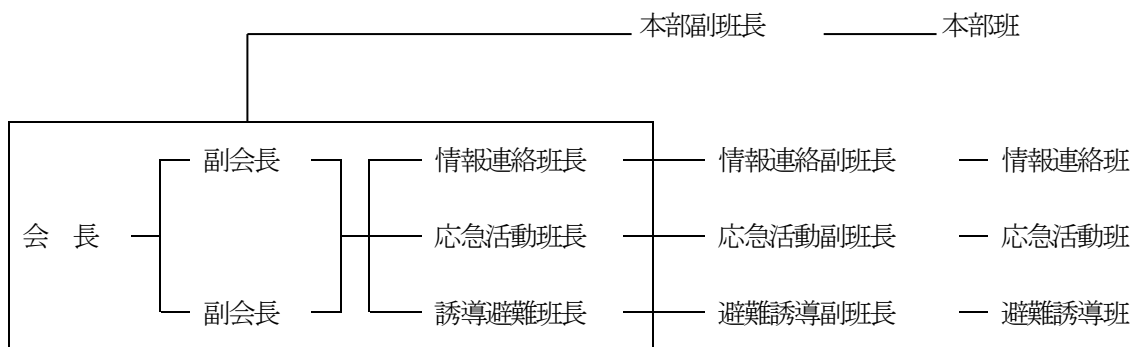 本部副班長 本部班
副会長 情報連絡班長 情報連絡副班長 情報連絡班
会　長 応急活動班長 応急活動副班長 応急活動班
副会長 誘導避難班長 避難誘導副班長 避難誘導班